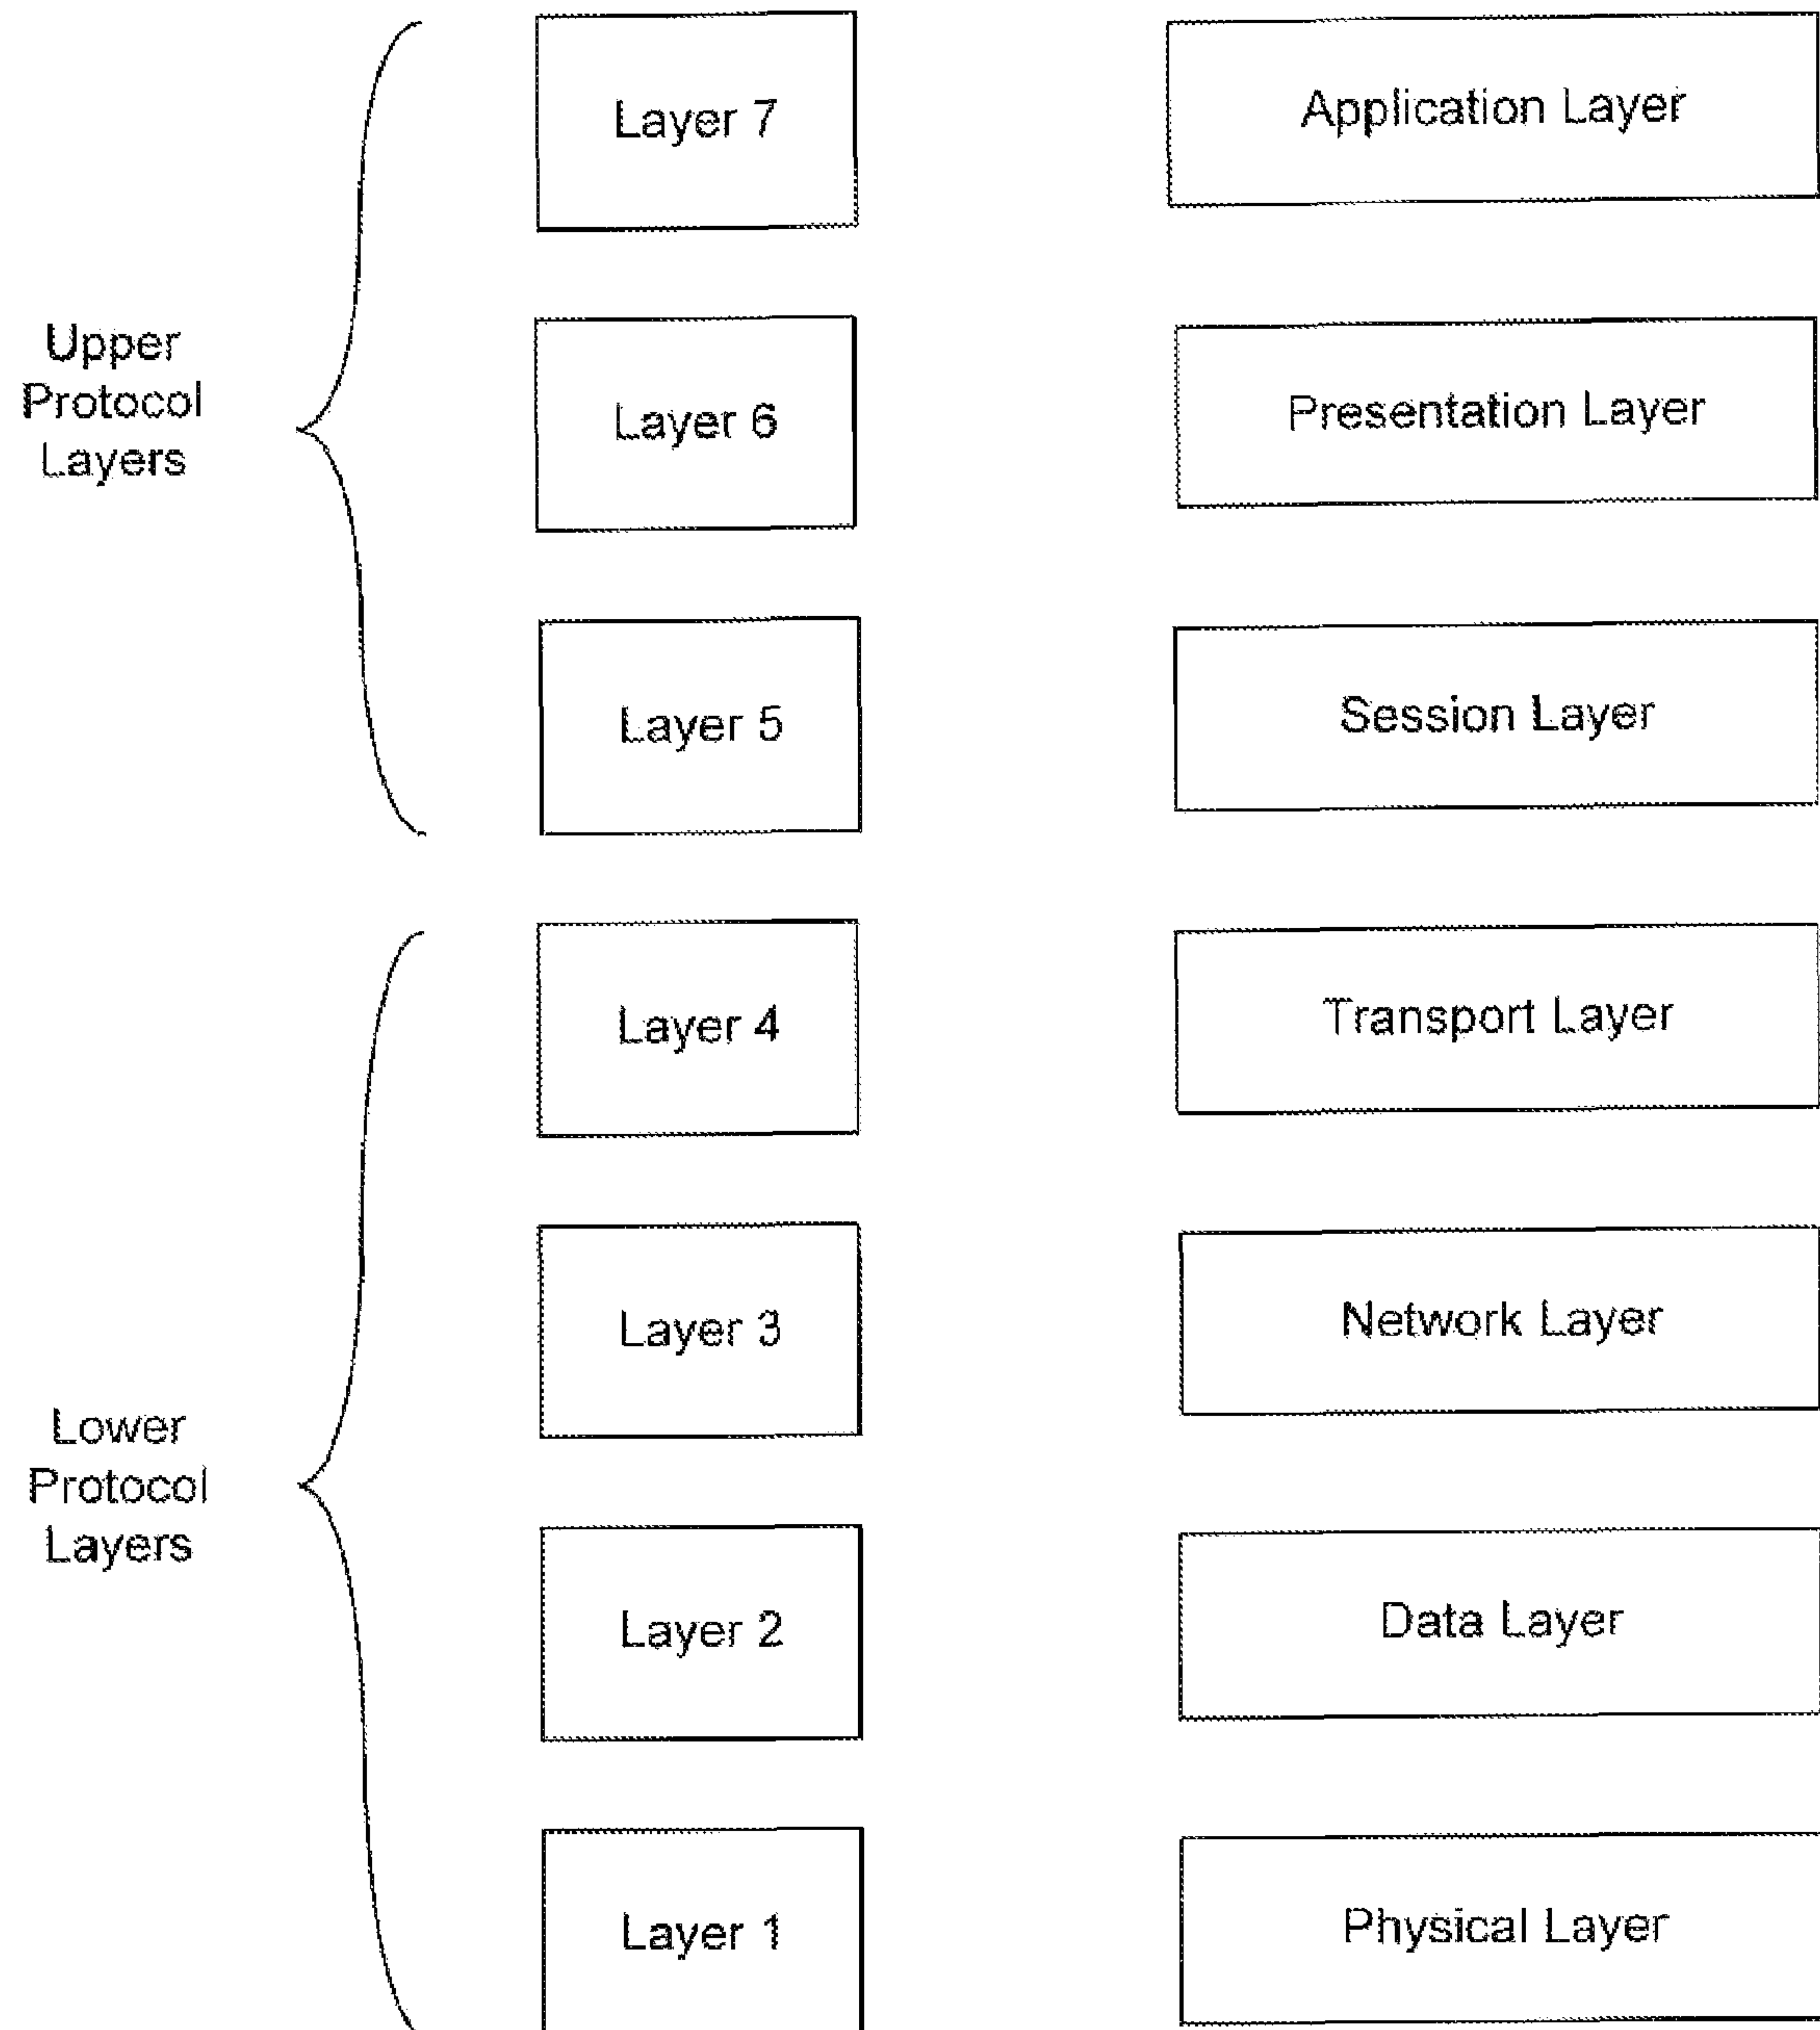 Layer 7
Application Layer
Upper
Protocol
Layers
Layer 6
Presentation Layer
Layer 5
Session Layer
Layer 4
Transport Layer
Layer 3
Network Layer
Lower
Protocol
Layers
Layer 2
Data Layer
Layer 1
Physical Layer